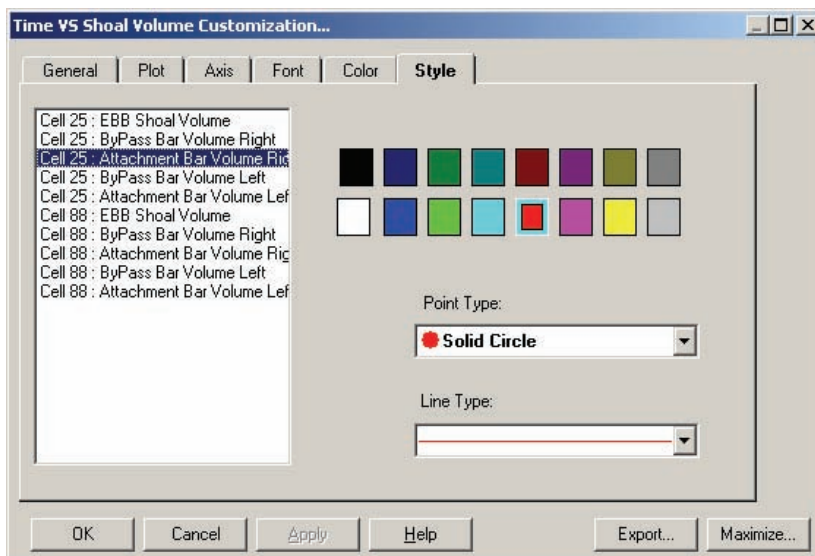 Time VS Shoal Volume Customization...
General Plot Axis Font Color Style
Cell 25 : EBB Shoal Volume
Cell 25 : ByPass Bar Volume Right
Cell 25 : Attachment Bar Volume Rig
Cell 25 : ByPass Bar Volume Left
Cell 25 : Attachment Bar Volume Lef
Cell 88 : EBB Shoal Volume
Cell 88 : ByPass Bar Volume Right
Cell 88 : Attachment Bar Volume Rig
Cell 88 : ByPass Bar Volume Left
Cell 88 : Attachment Bar Volume Lef
Point Type:
Solid Circle
Line Type:
OK Cancel Apply Help Export... Maximize...